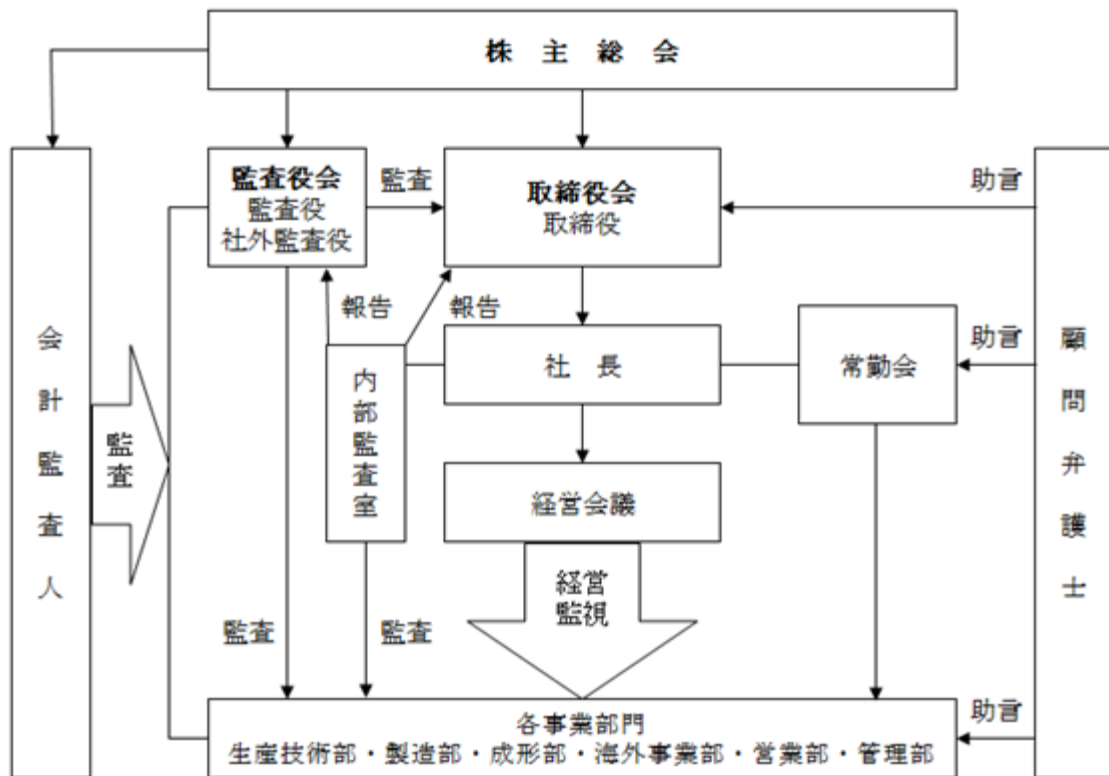 株主総会
監査役会
監査役
社外監査役
監査
取締役会
取締役
助言
報告
報告
会計監査人
監査
内部監査室
社長
常勤会
助言
顧問弁護士
経営会議
経営
監視
監査
監査
各事業部門
生産技術部・製造部・成形部・海外事業部・営業部・管理部
助言